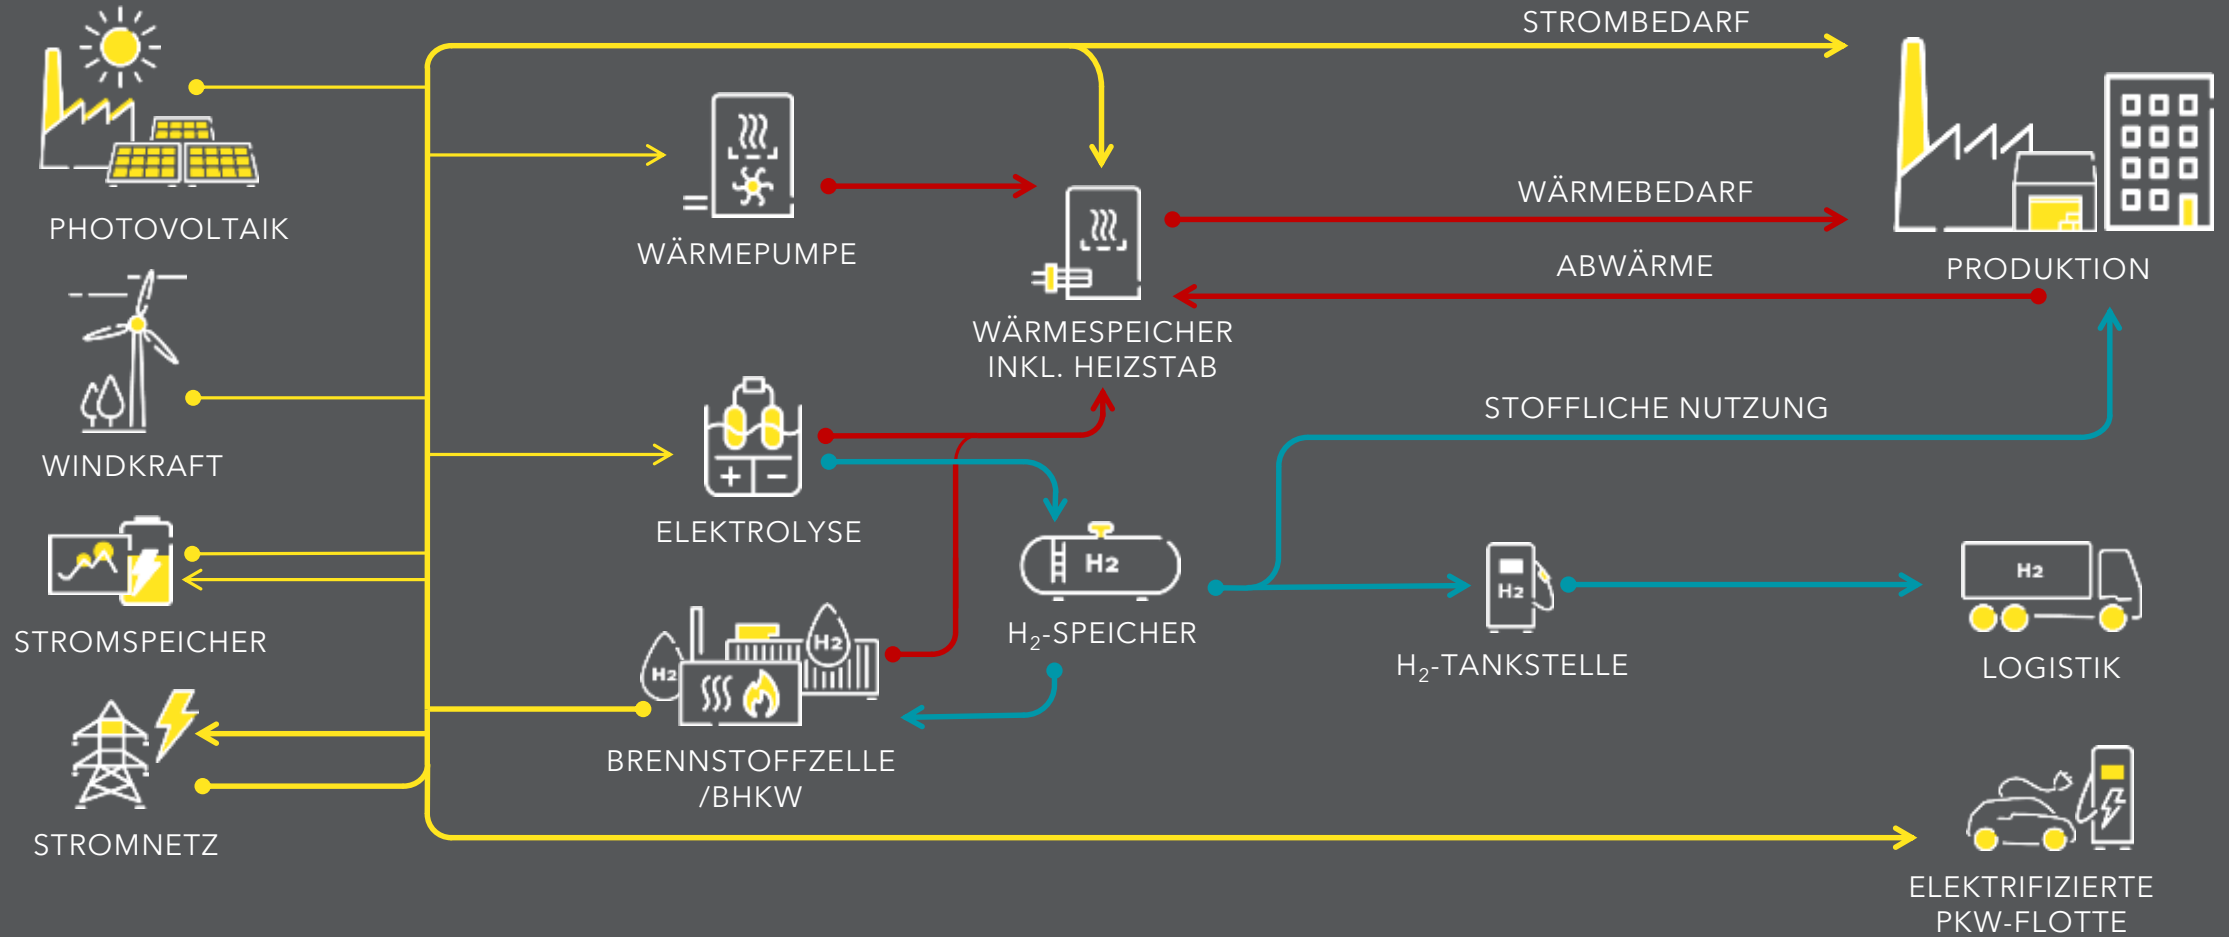 STROMBEDARF
PHOTOVOLTAIK
WÄRMEPUMPE
WÄRMEBEDARF
ABWÄRME
PRODUKTION
WÄRMESPEICHER
INKL. HEIZSTAB
WINDKRAFT
STOFFLICHE NUTZUNG
+ −
ELEKTROLYSE
STROMSPEICHER
H2
H₂-SPEICHER
H2
H₂-TANKSTELLE
H2
LOGISTIK
H2
H2
BRENNSTOFFZELLE
/BHKW
STROMNETZ
ELEKTRIFIZIERTE
PKW-FLOTTE